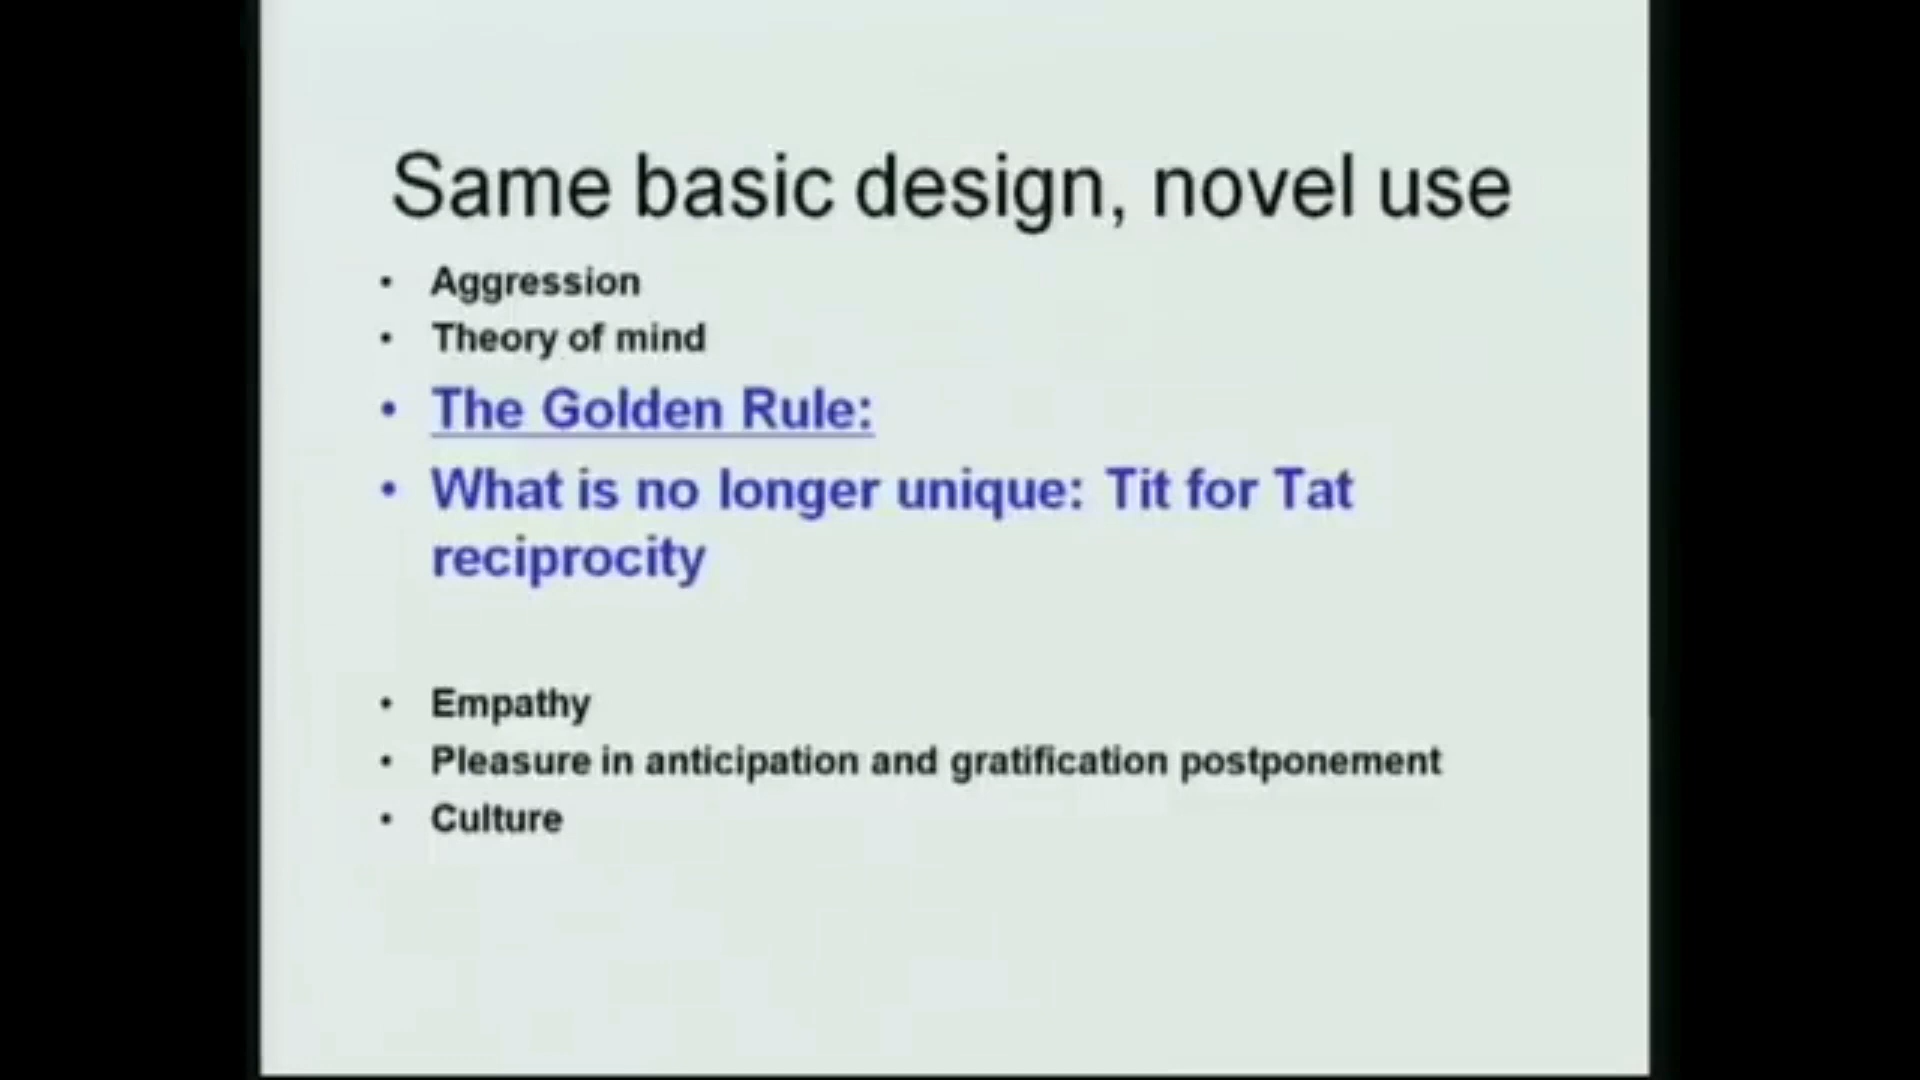 Same basic design, novel use
• Aggression
• Theory of mind
• The Golden Rule:
• What is no longer unique: Tit for Tat
reciprocity
• Empathy
• Pleasure in anticipation and gratification postponement
• Culture